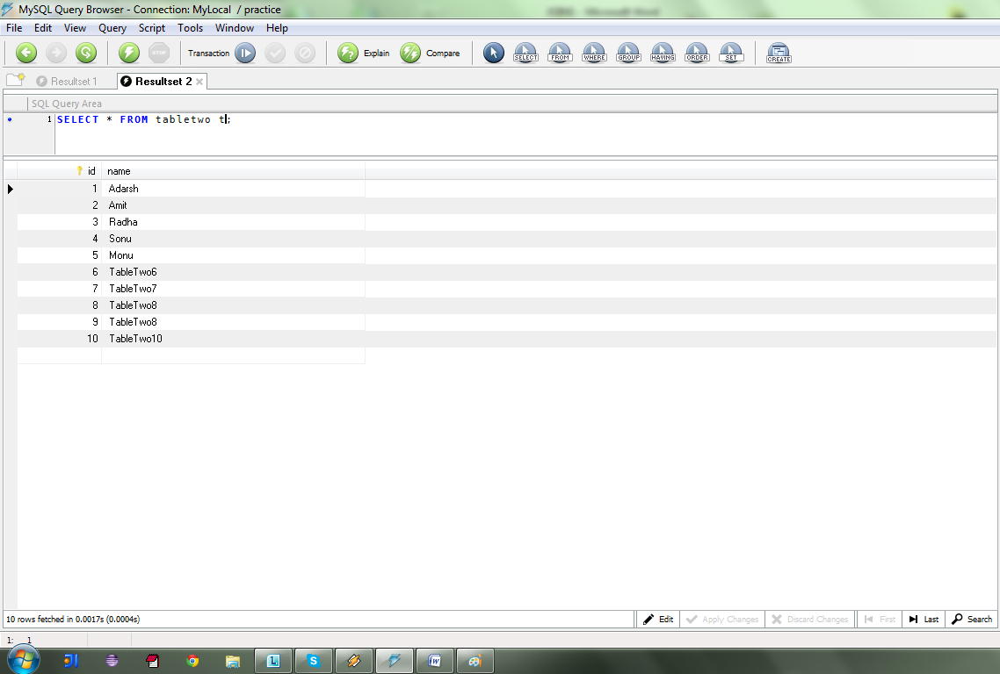 MySQL Query Browser - Connection: MyLocal / practice
File Edit View Query Script Tools Window Help
STOP Transaction Explain Compare SELECT FROM WHERE GROUP HAVING ORDER SET CREATE
Resultset 1 Resultset 2
SQL Query Area
1 SELECT * FROM tabletwo t;
id name
1 Adarsh
2 Amit
3 Radha
4 Sonu
5 Monu
6 TableTwo6
7 TableTwo7
8 TableTwo8
9 TableTwo8
10 TableTwo10
10 rows fetched in 0.0017s (0.0004s) Edit Apply Changes Discard Changes First Last Search
1: 1